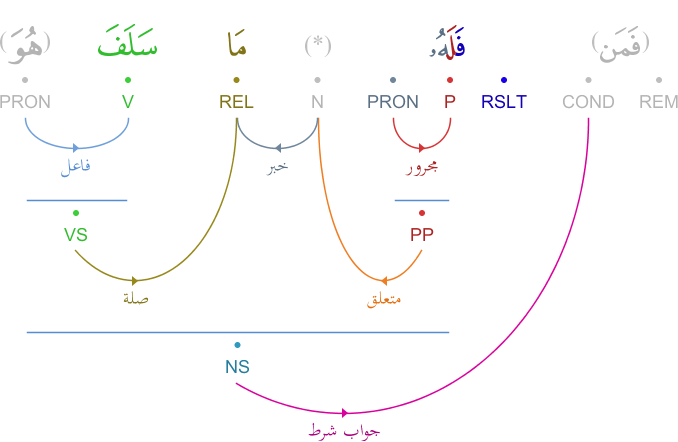 (فَمَن) فَلَهُۥ (*) مَا سَلَفَ (هُوَ)
REM COND RSLT P PRON N REL V PRON
فاعل خبر مجرور
VS PP
صلة متعلق
NS
جواب شرط